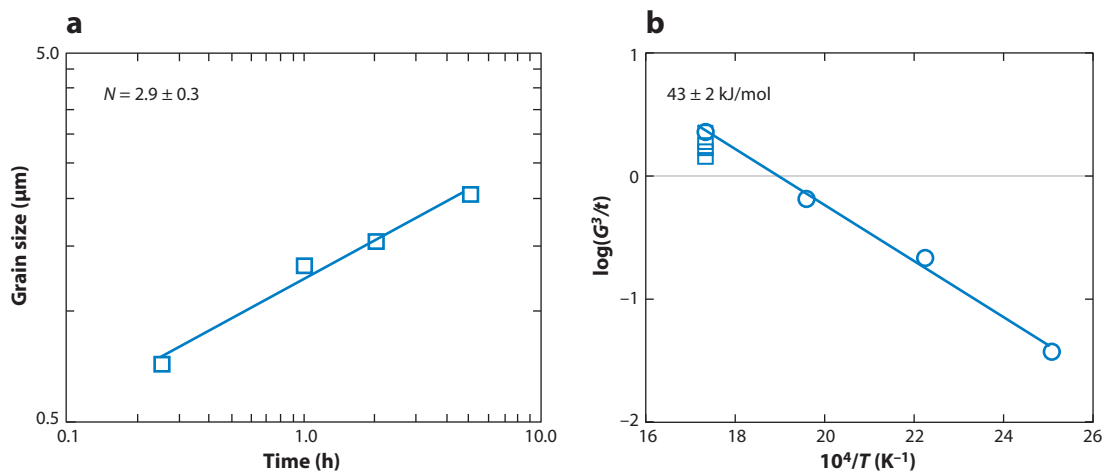 a
5.0
N = 2.9 ± 0.3
Grain size (μm)
0.5
0.1
1.0
10.0
Time (h)
b
1
43 ± 2 kJ/mol
0
log(G³/t)
−1
−2
16
18
20
22
24
26
10⁴/T (K⁻¹)